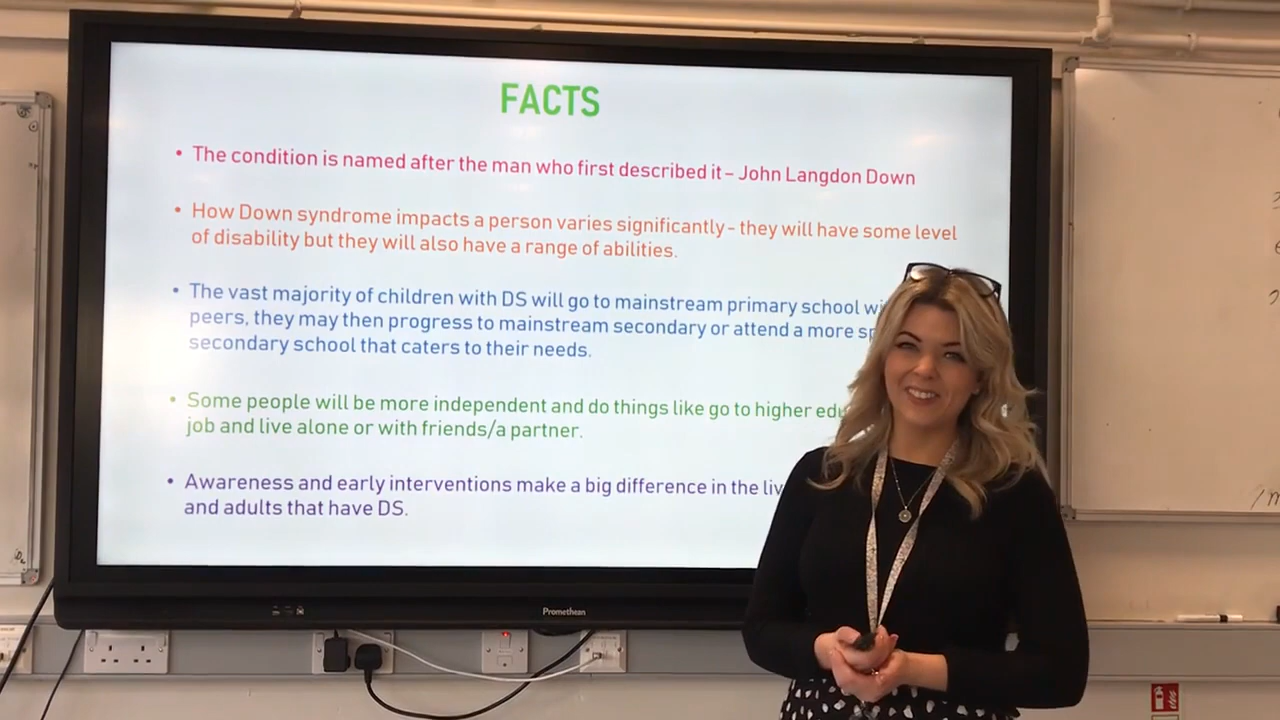 FACTS
• The condition is named after the man who first described it – John Langdon Down
• How Down syndrome impacts a person varies significantly - they will have some level
of disability but they will also have a range of abilities.
• The vast majority of children with DS will go to mainstream primary school
peers, they may then progress to mainstream secondary or attend a more
secondary school that caters to their needs.
• Some people will be more independent and do things like go to higher
job and live alone or with friends/a partner.
• Awareness and early interventions make a big difference in the
and adults that have DS.
Promethean